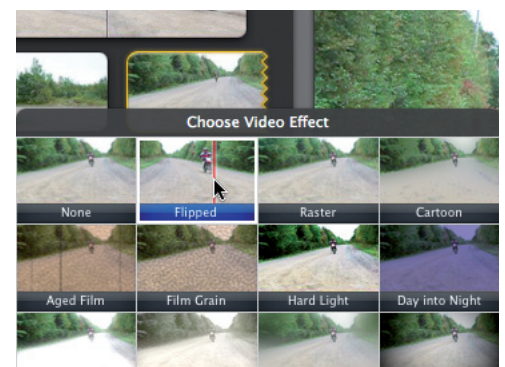 Choose Video Effect
None
Flipped
Raster
Cartoon
Aged Film
Film Grain
Hard Light
Day into Night